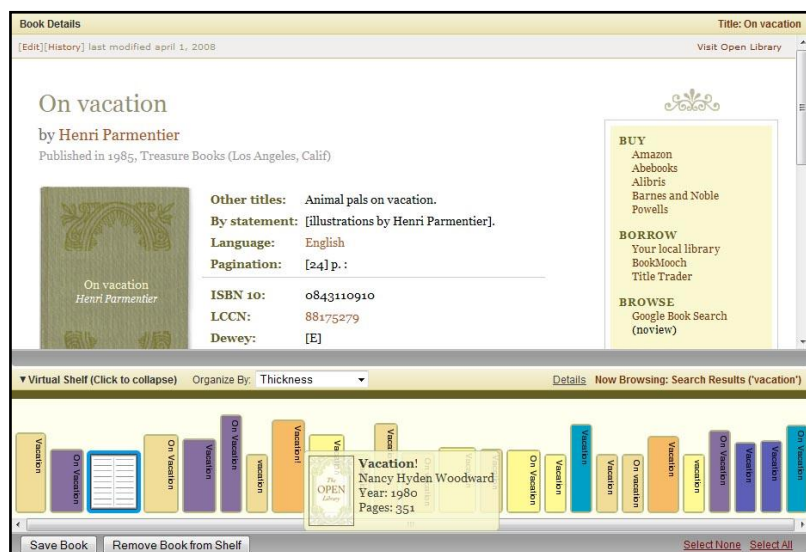 Book Details
Title: On vacation
[Edit][History] last modified april 1, 2008
Visit Open Library
On vacation
by Henri Parmentier
Published in 1985, Treasure Books (Los Angeles, Calif)
On vacation
Henri Parmentier
Other titles: Animal pals on vacation.
By statement: [illustrations by Henri Parmentier].
Language: English
Pagination: [24] p. :
ISBN 10: 0843110910
LCCN: 88175279
Dewey: [E]
BUY
Amazon
Abebooks
Alibris
Barnes and Noble
Powells
BORROW
Your local library
BookMooch
Title Trader
BROWSE
Google Book Search
(noview)
▼Virtual Shelf (Click to collapse) Organize By: Thickness
Details Now Browsing: Search Results ('vacation')
Vacation
On Vacation
On Vacation
Vacation
On Vacation
vacation
Vacation!
Vacation
The
OPEN
Library
Vacation!
Nancy Hyden Woodward
Year: 1980
Pages: 351
On Vacation
Vacation
Vacation
Vacation
On vacation
Vacation
vacation
On Vacation
Vacation
Vacation
On Vacation
Save Book
Remove Book from Shelf
Select None Select All